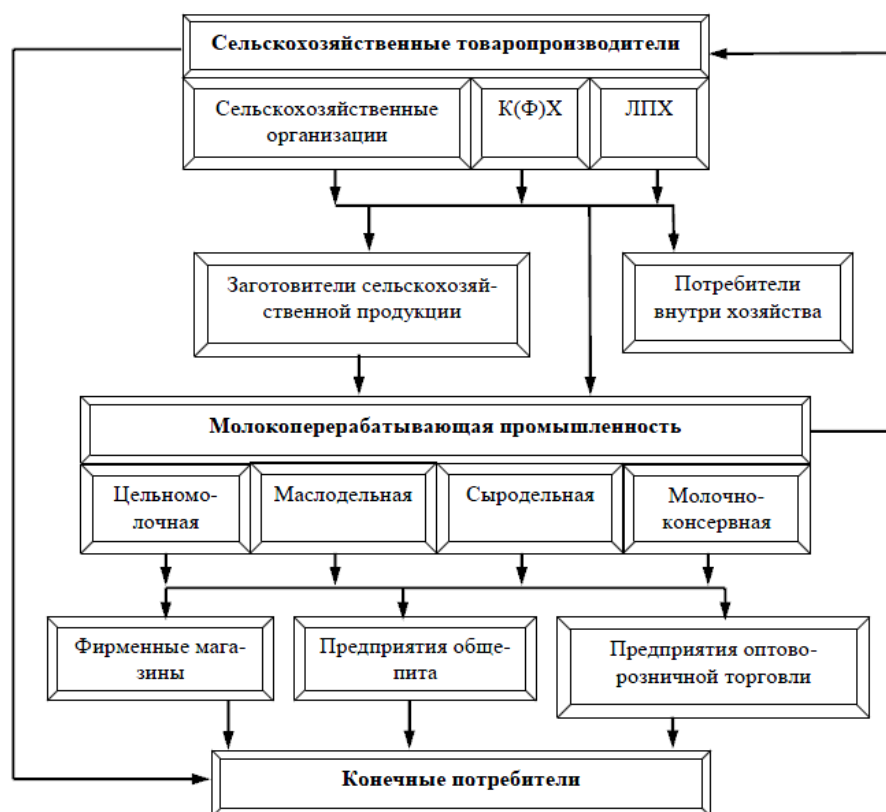 Сельскохозяйственные товаропроизводители
Сельскохозяйственные
организации
К(Ф)Х
ЛПХ
Заготовители сельскохозяй-
ственной продукции
Потребители
внутри хозяйства
Молокоперерабатывающая промышленность
Цельномо-
лочная
Маслодельная
Сыродельная
Молочно-
консервная
Фирменные мага-
зины
Предприятия обще-
пита
Предприятия оптово-
розничной торговли
Конечные потребители